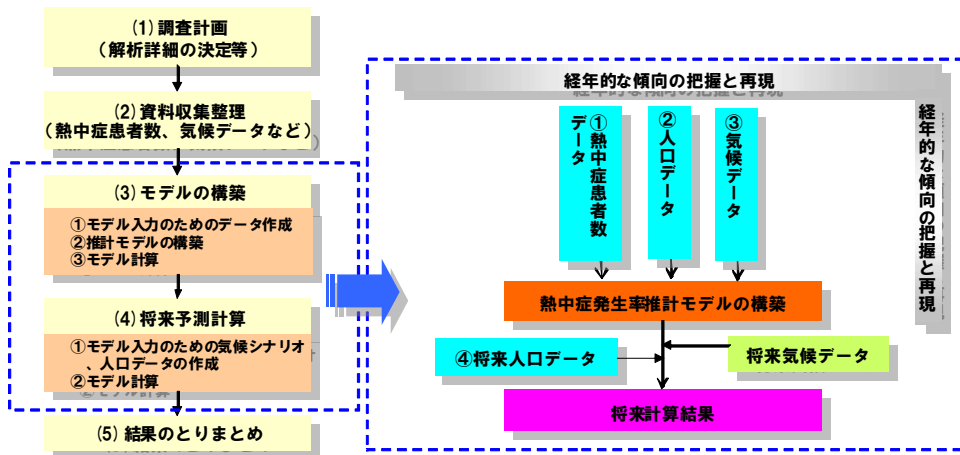 (1)調査計画
（解析詳細の決定等）
(2)資料収集整理
（熱中症患者数、気候データなど）
(3)モデルの構築
①モデル入力のためのデータ作成
②推計モデルの構築
③モデル計算
(4)将来予測計算
①モデル入力のための気候シナリオ
、人口データの作成
②モデル計算
(5)結果のとりまとめ
経年的な傾向の把握と再現
経年的な傾向の把握と再現
①熱中症患者数
データ
②人口データ
③気候データ
熱中症発生率推計モデルの構築
④将来人口データ
将来気候データ
将来計算結果